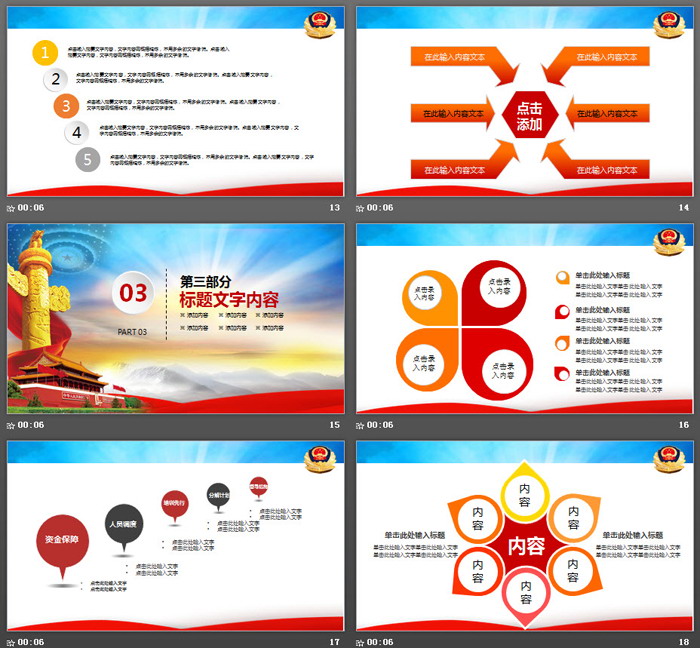 1
点击输入简要文字内容，文字内容需概括精炼，不用多余的文字修饰。点击输入
简要文字内容，文字内容需概括精炼，不用多余的文字修饰。
2
点击输入简要文字内容，文字内容需概括精炼，不用多余的文字修饰。点击输入简要文字内容，
文字内容需概括精炼，不用多余的文字修饰。
3
点击输入简要文字内容，文字内容需概括精炼，不用多余的文字修饰。点击输入简要文字内容，
文字内容需概括精炼，不用多余的文字修饰。
4
点击输入简要文字内容，文字内容需概括精炼，不用多余的文字修饰。点击输入简要文字内容，文
字内容需概括精炼，不用多余的文字修饰。
5
点击输入简要文字内容，文字内容需概括精炼，不用多余的文字修饰。点击输入简要文字内容，文字
内容需概括精炼，不用多余的文字修饰。
00:06
13
在此输入内容文本
在此输入内容文本
在此输入内容文本
点击
添加
在此输入内容文本
在此输入内容文本
在此输入内容文本
00:06
14
03
PART 03
第三部分
标题文字内容
※ 添加内容 ※ 添加内容 ※ 添加内容
※ 添加内容 ※ 添加内容 ※ 添加内容
00:06
15
点击录
入内容
点击录
入内容
点击录
入内容
点击录
入内容
单击此处输入标题
单击此处输入文字单击此处输入文字
单击此处输入文字单击此处输入文字
单击此处输入标题
单击此处输入文字单击此处输入文字
单击此处输入文字单击此处输入文字
单击此处输入标题
单击此处输入文字单击此处输入文字
单击此处输入文字单击此处输入文字
单击此处输入标题
单击此处输入文字单击此处输入文字
单击此处输入文字单击此处输入文字
00:06
16
资金保障
• 点击此处输入文字
• 点击此处输入文字
人员调度
• 点击此处输入文字
• 点击此处输入文字
培训先行
• 点击此处输入文字
• 点击此处输入文字
分解计划
• 点击此处输入文字
• 点击此处输入文字
• 点击此处输入文字
• 点击此处输入文字
00:06
17
单击此处输入标题
单击此处输入文字单击此处输入文字
单击此处输入文字单击此处输入文字
内容
内
容
内
容
内
容
内
容
内
容
内
容
单击此处输入标题
单击此处输入文字单击此处输入文字
单击此处输入文字单击此处输入文字
00:06
18